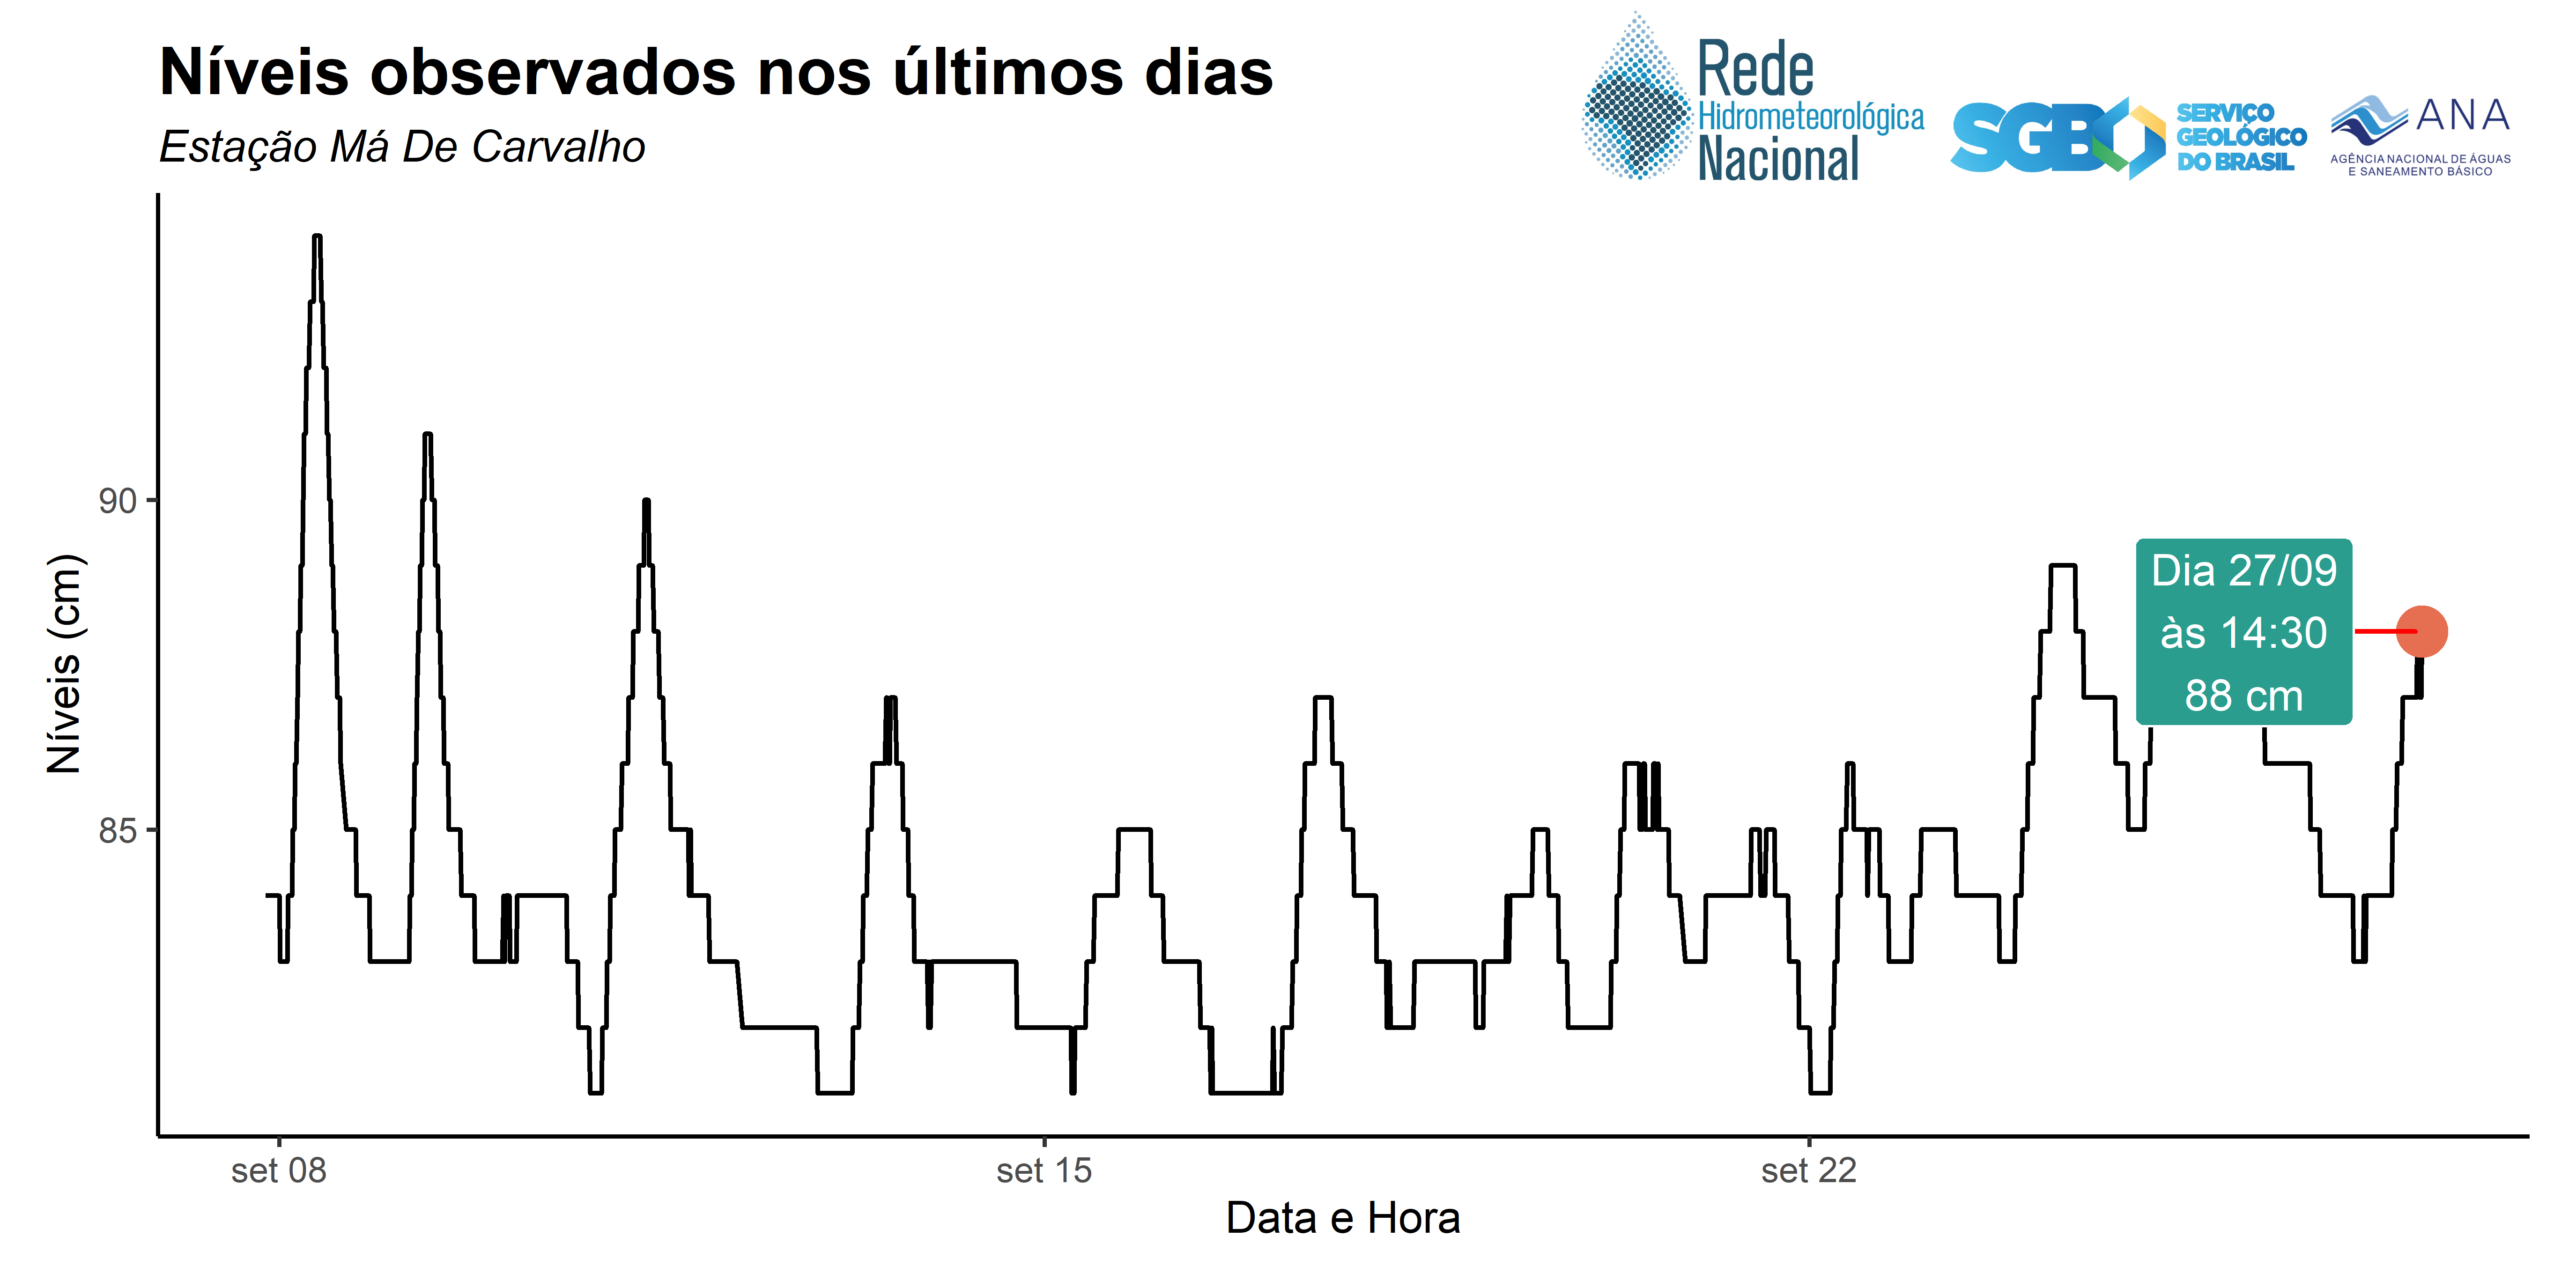 Níveis observados nos últimos dias
Estação Má De Carvalho
Rede
Hidrometeorológica
Nacional
SGB
SERVIÇO
GEOLÓGICO
DO BRASIL
ANA
AGÊNCIA NACIONAL DE ÁGUAS
E SANEAMENTO BÁSICO
Níveis (cm)
90
85
Dia 27/09
às 14:30
88 cm
set 08
set 15
set 22
Data e Hora